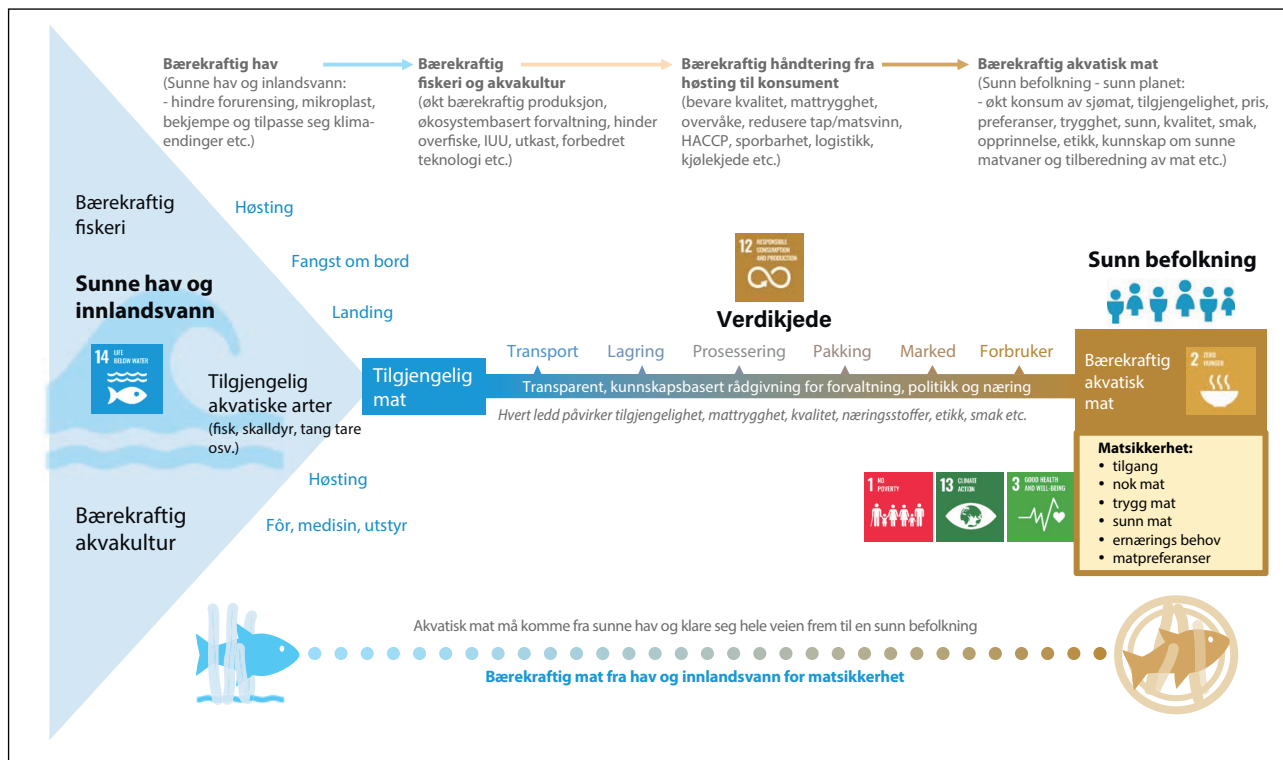 Bærekraftig hav
(Sunne hav og inlandsvann:
- hindre forurensing, mikroplast,
bekjempe og tilpasse seg klima-
endinger etc.)
Bærekraftig
fiskeri og akvakultur
(økt bærekraftig produksjon,
økosystembasert forvaltning, hinder
overfiske, IUU, utkast, forbedret
teknologi etc.)
Bærekraftig håndtering fra
høsting til konsument
(bevare kvalitet, mattrygghet,
overvåke, redusere tap/matsvinn,
HACCP, sporbarhet, logistikk,
kjølekjede etc.)
Bærekraftig akvatisk mat
(Sunn befolkning - sunn planet:
- økt konsum av sjømat, tilgjengelighet, pris,
preferanser, trygghet, sunn, kvalitet, smak,
opprinnelse, etikk, kunnskap om sunne
matvaner og tilberedning av mat etc.)
Bærekraftig
fiskeri
Høsting
Fangst om bord
Landing
Sunne hav og
innlandsvann
14 LIFE
BELOW WATER
Tilgjengelig
akvatiske arter
(fisk, skalldyr, tang tare
osv.)
Høsting
Fôr, medisin, utstyr
Bærekraftig
akvakultur
Tilgjengelig
mat
12 RESPONSIBLE
CONSUMPTION
AND PRODUCTION
Verdikjede
Transport Lagring Prosessering Pakking Marked Forbruker
Transparent, kunnskapsbasert rådgivning for forvaltning, politikk og næring
Hvert ledd påvirker tilgjengelighet, mattrygghet, kvalitet, næringsstoffer, etikk, smak etc.
1 NO
POVERTY
13 CLIMATE
ACTION
3 GOOD HEALTH
AND WELL-BEING
Sunn befolkning
Bærekraftig
akvatisk
mat
2 ZERO
HUNGER
Matsikkerhet:
• tilgang
• nok mat
• trygg mat
• sunn mat
• ernærings behov
• matpreferanser
Akvatisk mat må komme fra sunne hav og klare seg hele veien frem til en sunn befolkning
Bærekraftig mat fra hav og innlandsvann for matsikkerhet